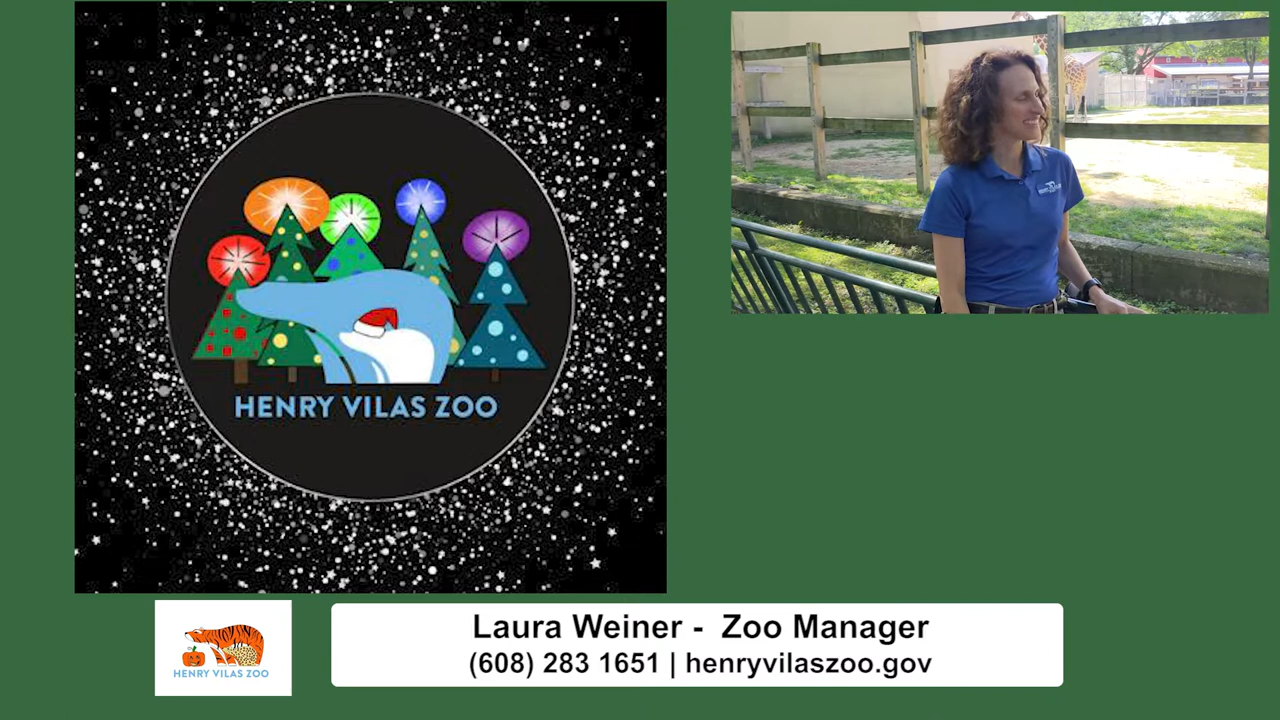 HENRY VILAS ZOO
HENRY VILAS ZOO
Laura Weiner - Zoo Manager
(608) 283 1651 | henryvilaszoo.gov